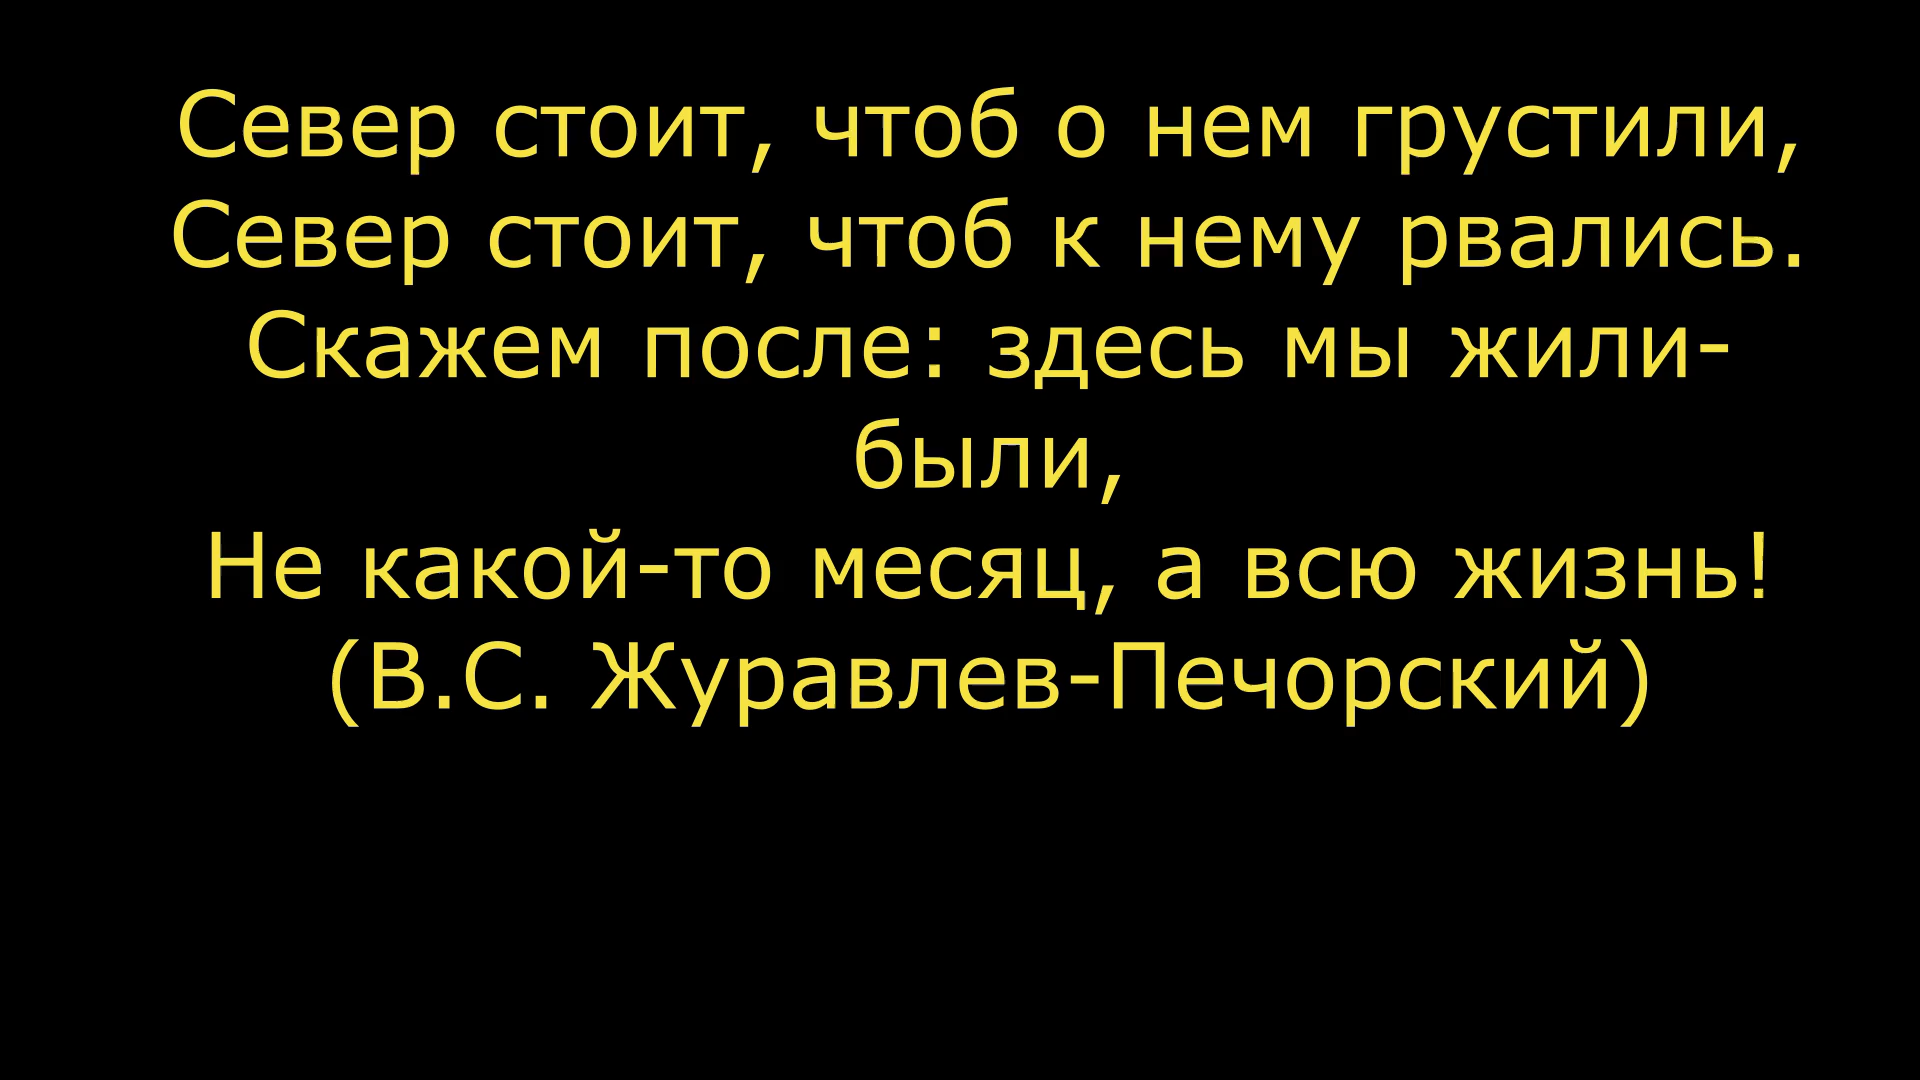 Север стоит, чтоб о нем грустили,
Север стоит, чтоб к нему рвались.
Скажем после: здесь мы жили-
были,
Не какой-то месяц, а всю жизнь!
(В.С. Журавлев-Печорский)